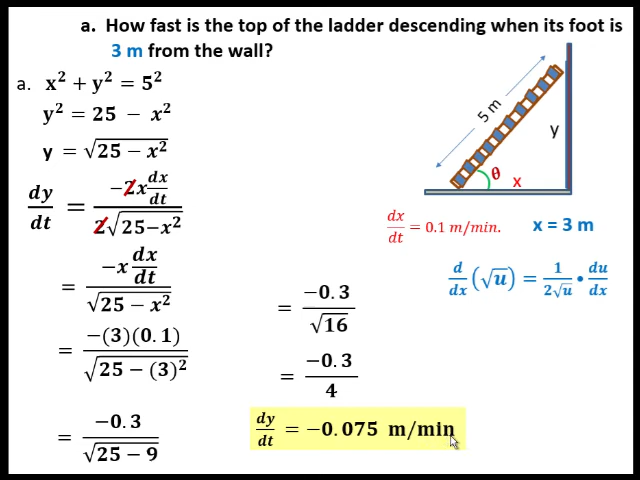 a. How fast is the top of the ladder descending when its foot is
3 m from the wall?
a. x² + y² = 5²
y² = 25 − x²
y = √(25 − x²)
dy/dt = −2x dx/dt / 2√(25−x²)
= −x dx/dt / √(25 − x²)
= −(3)(0.1) / √(25 − (3)²)
= −0.3 / √(25 − 9)
= −0.3 / √16
= −0.3 / 4
dy/dt = −0.075 m/min
5 m
y
θ
x
dx/dt = 0.1 m/min.
x = 3 m
d/dx (√u) = 1/2√u • du/dx